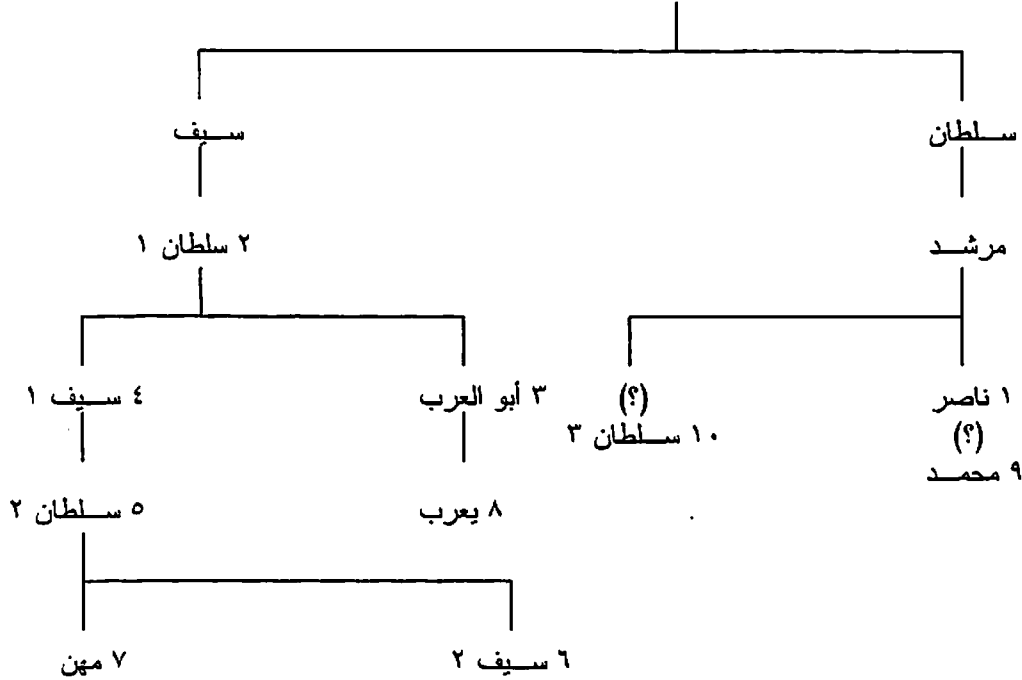 سلطان سيف
مرشد ٢ سلطان ١
١ ناصر (؟) ٣ أبو العرب ٤ سيف ١
(؟) ١٠ سلطان ٣
٩ محمد
٨ يعرب ٥ سلطان ٢
٦ سيف ٢ ٧ مهن